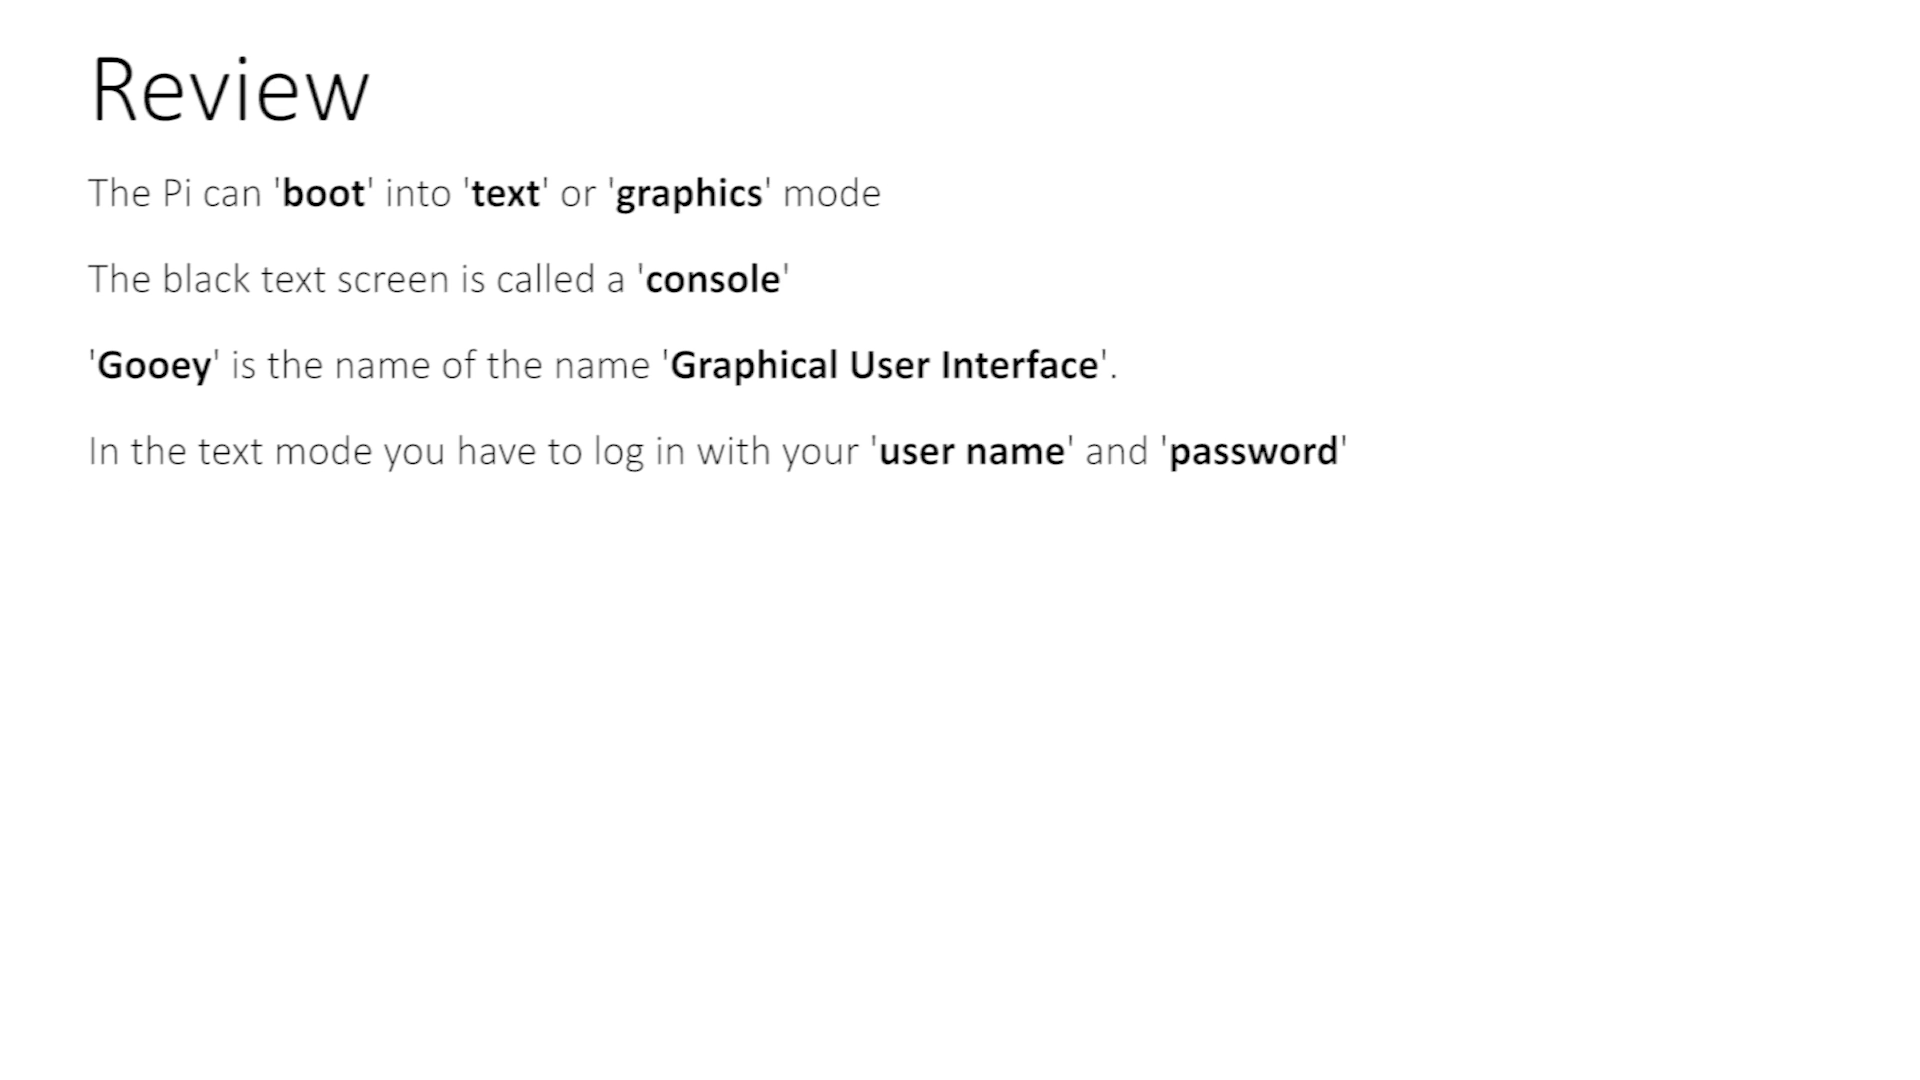 Review
The Pi can 'boot' into 'text' or 'graphics' mode
The black text screen is called a 'console'
'Gooey' is the name of the name 'Graphical User Interface'.
In the text mode you have to log in with your 'user name' and 'password'